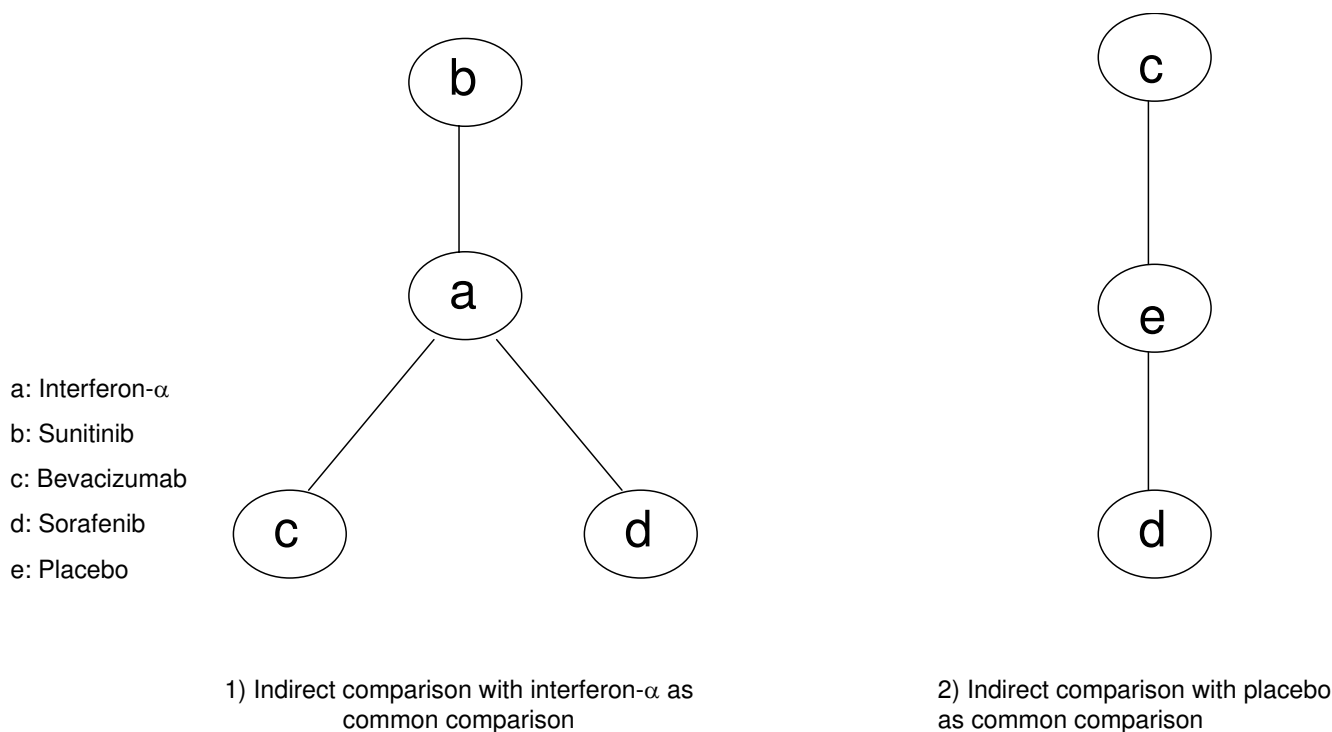 b
a
c
d
c
e
d
a: Interferon-α
b: Sunitinib
c: Bevacizumab
d: Sorafenib
e: Placebo
1) Indirect comparison with interferon-α as
common comparison
2) Indirect comparison with placebo
as common comparison